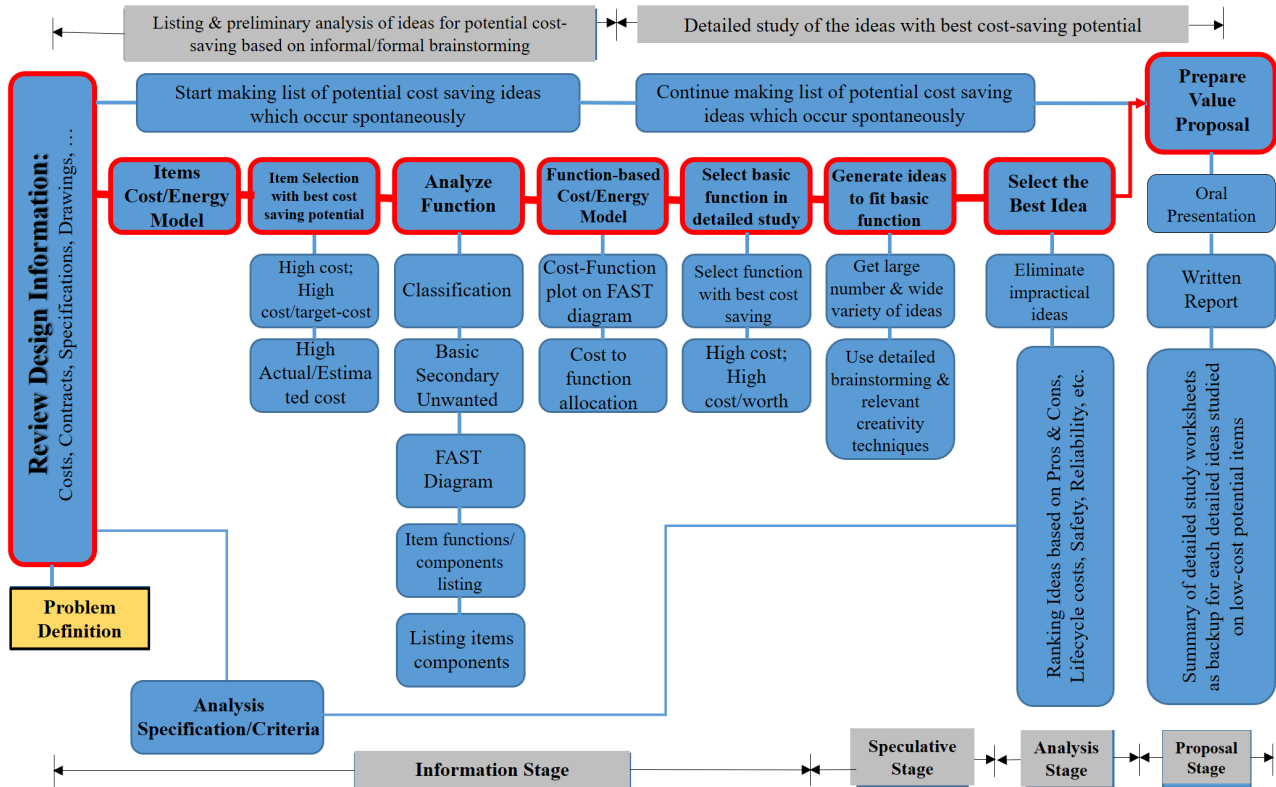 Listing & preliminary analysis of ideas for potential cost-
saving based on informal/formal brainstorming
Detailed study of the ideas with best cost-saving potential
Review Design Information:
Costs, Contracts, Specifications, Drawings, …
Start making list of potential cost saving ideas
which occur spontaneously
Continue making list of potential cost saving
ideas which occur spontaneously
Prepare
Value
Proposal
Items
Cost/Energy
Model
Item Selection
with best cost
saving potential
Analyze
Function
Function-based
Cost/Energy
Model
Select basic
function in
detailed study
Generate ideas
to fit basic
function
Select the
Best Idea
Oral
Presentation
High cost;
High
cost/target-cost
Classification
Cost-Function
plot on FAST
diagram
Select function
with best cost
saving
Get large
number & wide
variety of ideas
Eliminate
impractical
ideas
Written
Report
High
Actual/Estima
ted cost
Basic
Secondary
Unwanted
Cost to
function
allocation
High cost;
High
cost/worth
Use detailed
brainstorming &
relevant
creativity
techniques
Ranking Ideas based on Pros & Cons,
Lifecycle costs, Safety, Reliability, etc.
Summary of detailed study worksheets
as backup for each detailed ideas studied
on low-cost potential items
FAST
Diagram
Item functions/
components
listing
Listing items
components
Problem
Definition
Analysis
Specification/Criteria
Information Stage
Speculative
Stage
Analysis
Stage
Proposal
Stage